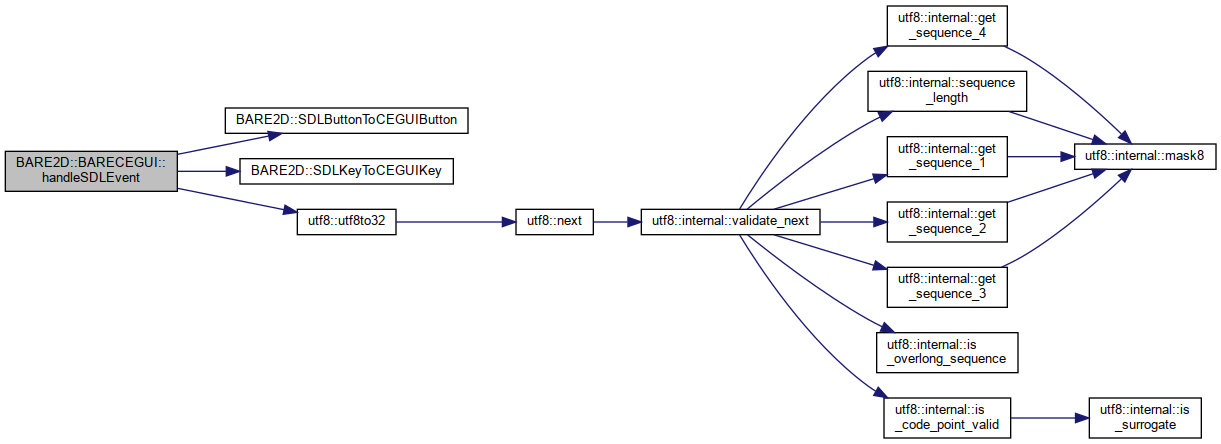 BARE2D::BARECEGUI::
handleSDLEvent
BARE2D::SDLButtonToCEGUIButton
BARE2D::SDLKeyToCEGUIKey
utf8::utf8to32
utf8::next
utf8::internal::validate_next
utf8::internal::get
_sequence_4
utf8::internal::sequence
_length
utf8::internal::get
_sequence_1
utf8::internal::get
_sequence_2
utf8::internal::get
_sequence_3
utf8::internal::is
_overlong_sequence
utf8::internal::is
_code_point_valid
utf8::internal::mask8
utf8::internal::is
_surrogate